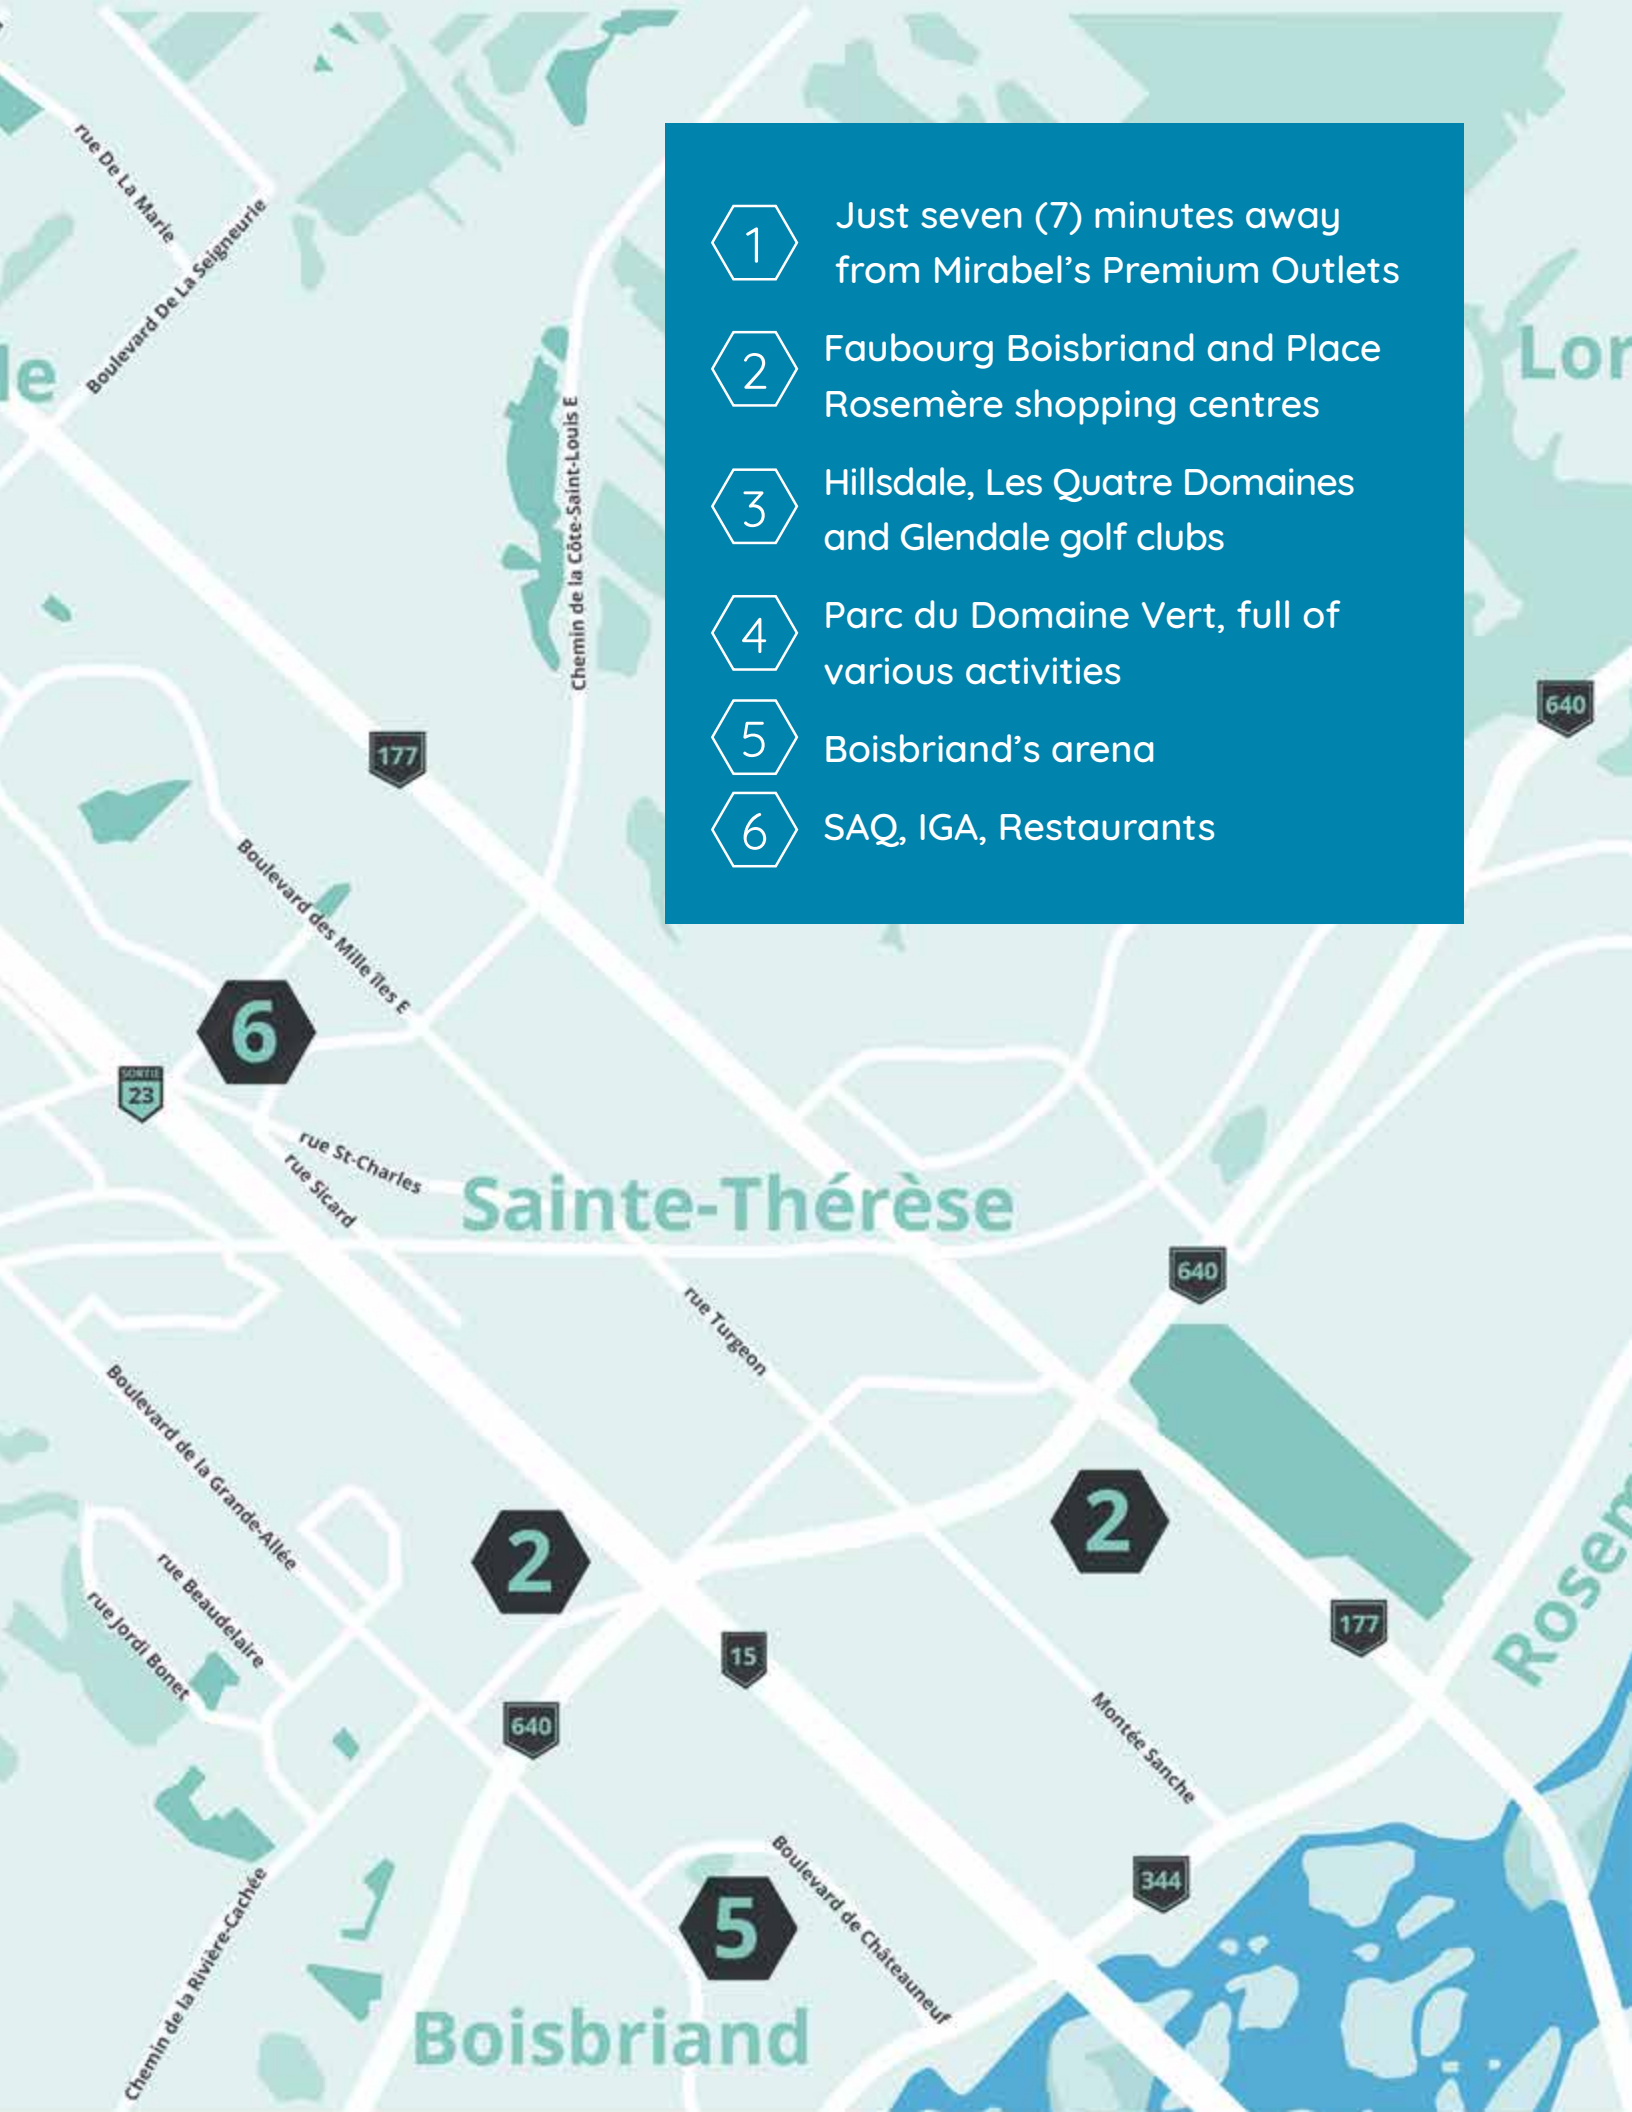 rue De La Marie
Boulevard De La Seigneurie
1
Just seven (7) minutes away
from Mirabel’s Premium Outlets
2
Faubourg Boisbriand and Place
Rosemère shopping centres
3
Hillsdale, Les Quatre Domaines
and Glendale golf clubs
4
Parc du Domaine Vert, full of
various activities
5
Boisbriand’s arena
6
SAQ, IGA, Restaurants
le
Lor
Chemin de la Côte-Saint-Louis E
640
177
Boulevard des Mille îles E
6
SORTIE
23
rue St-Charles
rue Sicard
Sainte-Thérèse
640
rue Turgeon
Boulevard de la Grande-Allée
2
2
rue Beaudelaire
rue Jordi Bonet
Rosem
177
15
640
Montée Sanche
344
Boulevard de Châteauneuf
5
Chemin de la Rivière-Cachée
Boisbriand